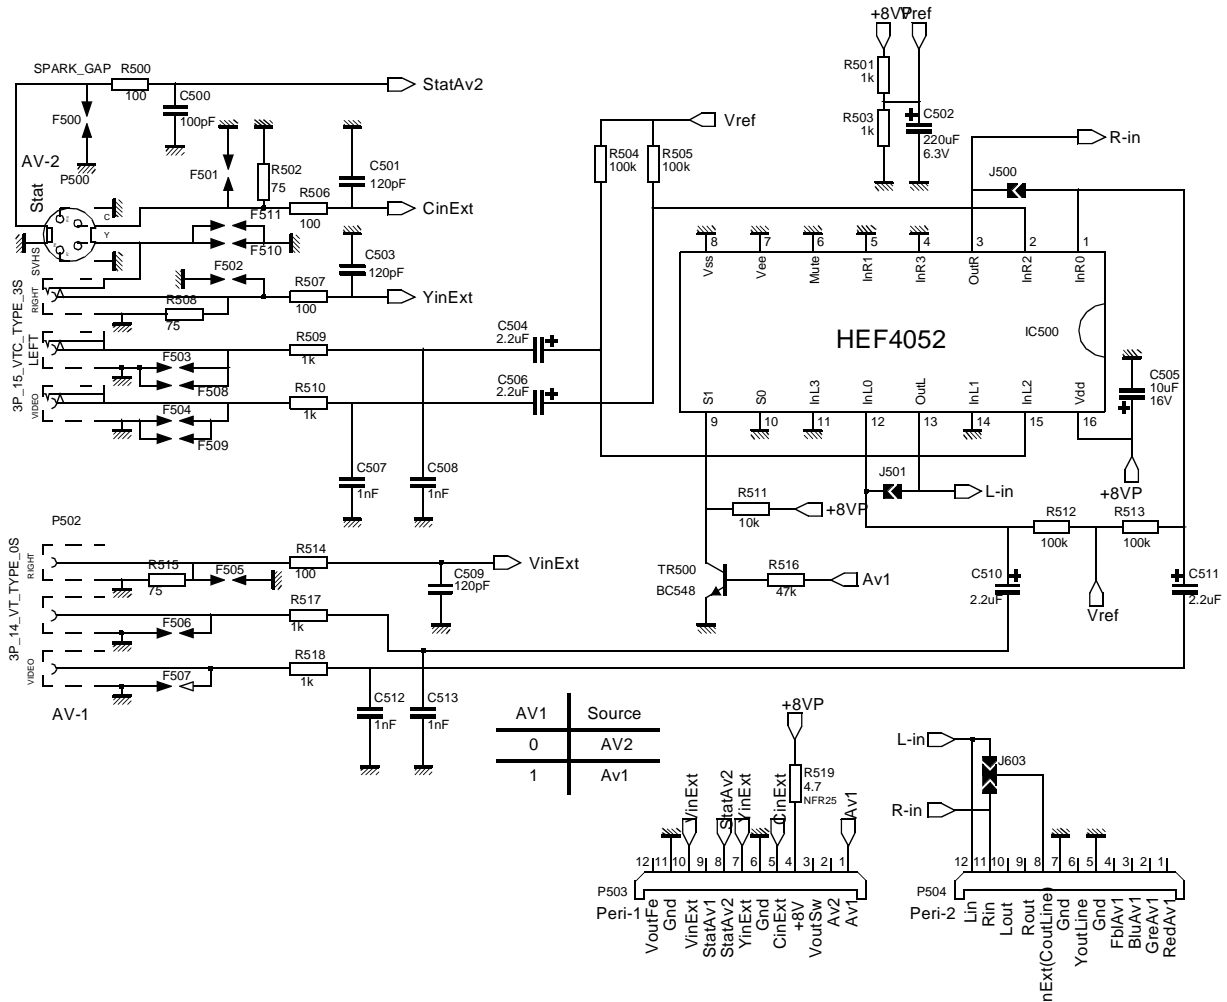 +8VP
Vref
SPARK_GAP
R500
100
C500
100pF
StatAv2
F500
AV-2
P500
Stat
SVHS
C
Y
F501
R502
75
R506
100
C501
120pF
CinExt
F511
F510
C503
120pF
F502
R507
100
YinExt
R508
75
3P_15_VTC_TYPE_3S
RIGHT
LEFT
VIDEO
R509
1k
F503
F508
R510
1k
F504
F509
C504
2.2uF
C506
2.2uF
C507
1nF
C508
1nF
R504
100k
R505
100k
Vref
R501
1k
R503
1k
C502
220uF
6.3V
R-in
J500
8
7
6
5
4
3
2
1
Vss
Vee
Mute
InR1
InR3
OutR
InR2
InR0
HEF4052
IC500
S1
S0
InL3
InL0
OutL
InL1
InL2
Vdd
9
10
11
12
13
14
15
16
C505
10uF
16V
+8VP
J501
L-in
R511
10k
+8VP
R512
100k
R513
100k
TR500
BC548
R516
47k
Av1
C510
2.2uF
Vref
C511
2.2uF
P502
3P_14_VT_TYPE_0S
RIGHT
VIDEO
R515
75
F505
R514
100
C509
120pF
VinExt
F506
R517
1k
F507
R518
1k
AV-1
C512
1nF
C513
1nF
AV1 Source
0 AV2
1 Av1
+8VP
R519
4.7
NFR25
VinExt
StatAv2
YinExt
CinExt
Av1
12 11 10 9 8 7 6 5 4 3 2 1
P503
Peri-1
VoutFe
Gnd
VinExt
StatAv1
StatAv2
YinExt
Gnd
CinExt
+8V
VoutSw
Av2
Av1
L-in
J603
R-in
12 11 10 9 8 7 6 5 4 3 2 1
P504
Peri-2
Lin
Rin
Lout
Rout
nExt(CoutLine)
Gnd
YoutLine
Gnd
FblAv1
BluAv1
GreAv1
RedAv1